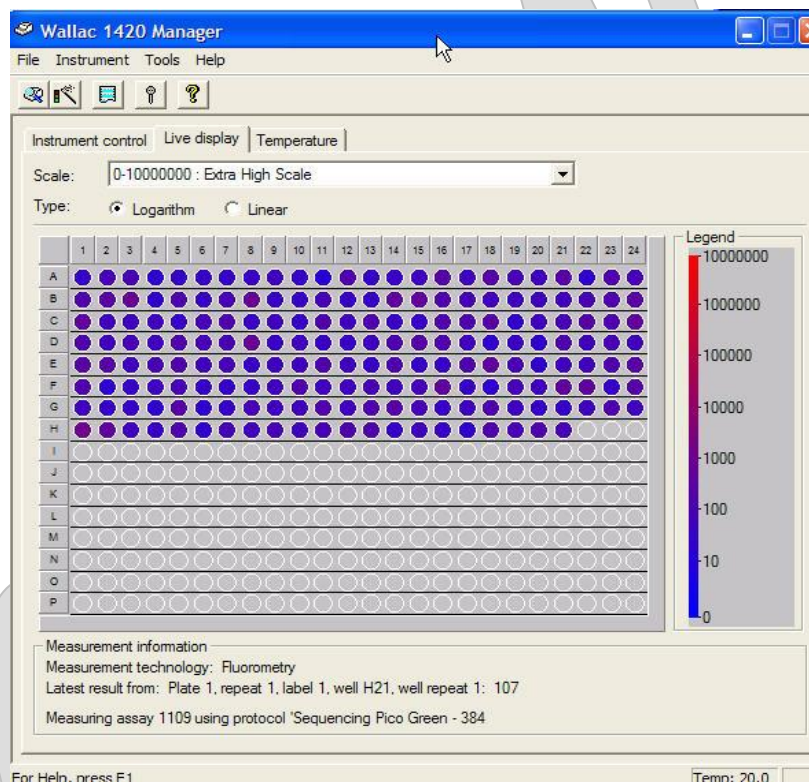 Wallac 1420 Manager
File Instrument Tools Help
Instrument control Live display Temperature
Scale: 0-10000000 : Extra High Scale
Type: Logarithm Linear
1 2 3 4 5 6 7 8 9 10 11 12 13 14 15 16 17 18 19 20 21 22 23 24
A
B
C
D
E
F
G
H
I
J
K
L
M
N
O
P
Legend
10000000
1000000
100000
10000
1000
100
10
0
Measurement information
Measurement technology: Fluorometry
Latest result from: Plate 1, repeat 1, label 1, well H21, well repeat 1: 107
Measuring assay 1109 using protocol 'Sequencing Pico Green - 384
For Help, press F1 Temp: 20.0